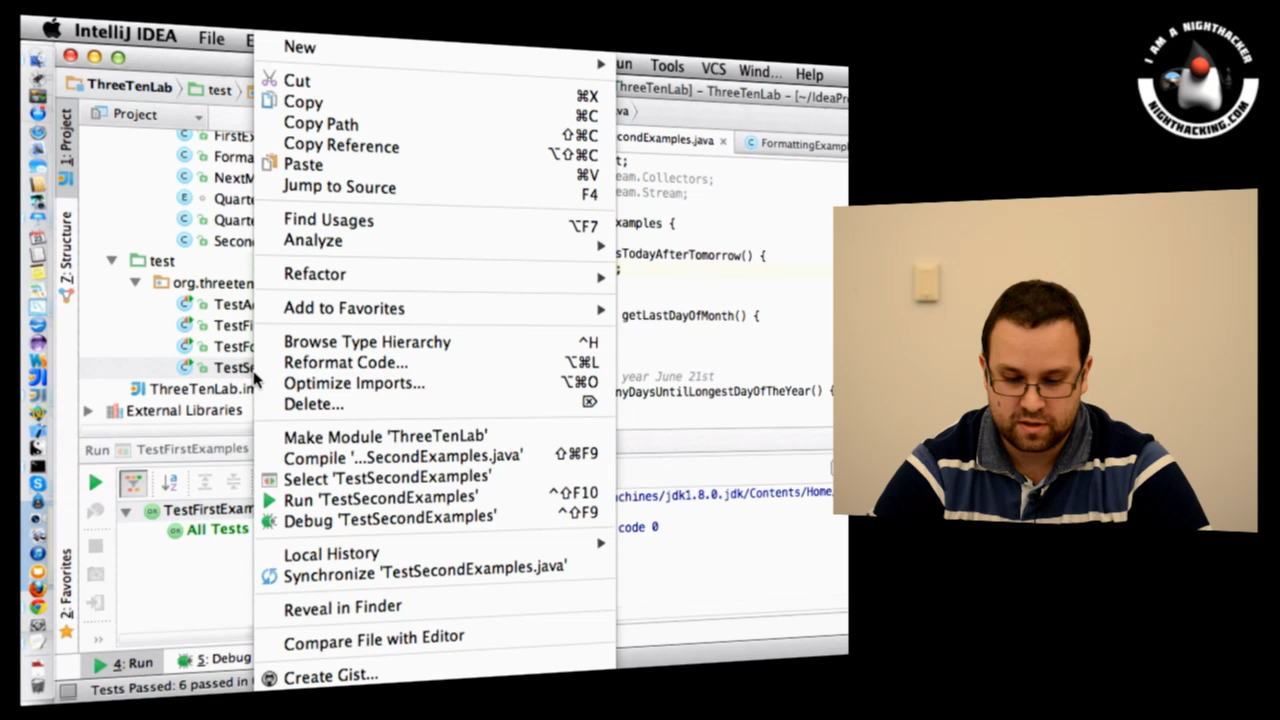 IntelliJ IDEA File
New
Cut ⌘X
Copy ⌘C
Copy Path ⇧⌘C
Copy Reference ⌥⇧⌘C
Paste ⌘V
Jump to Source F4
Find Usages ⌥F7
Analyze
Refactor
Add to Favorites
Browse Type Hierarchy ^H
Reformat Code... ⌥⌘L
Optimize Imports... ⌥⌘O
Delete... ⌦
Make Module 'ThreeTenLab'
Compile '...SecondExamples.java' ⇧⌘F9
Select 'TestSecondExamples'
Run 'TestSecondExamples' ^⇧F10
Debug 'TestSecondExamples' ^⇧F9
Local History
Synchronize 'TestSecondExamples.java'
Reveal in Finder
Compare File with Editor
Create Gist...
ThreeTenLab test
1: Project
Z: Structure
2: Favorites
Project
FirstEx
Forma
NextM
Quarte
Quarte
Secon
test
org.threeten
TestA
TestFi
TestFo
TestSe
ThreeTenLab.in
External Libraries
Run TestFirstExamples
TestFirstExam
All Tests
4: Run 5: Debug
Tests Passed: 6 passed in
un Tools VCS Wind... Help
ThreeTenLab] – ThreeTenLab – [~/IdeaPr
va
condExamples.java × FormattingExampl
t;
eam.Collectors;
eam.Stream;
xamples {
sTodayAfterTomorrow() {
;
getLastDayOfMonth() {
year June 21st
nyDaysUntilLongestDayOfTheYear() {
achines/jdk1.8.0.jdk/Contents/Home/
code 0
I AM A NIGHTHACKER
NIGHTHACKING.COM